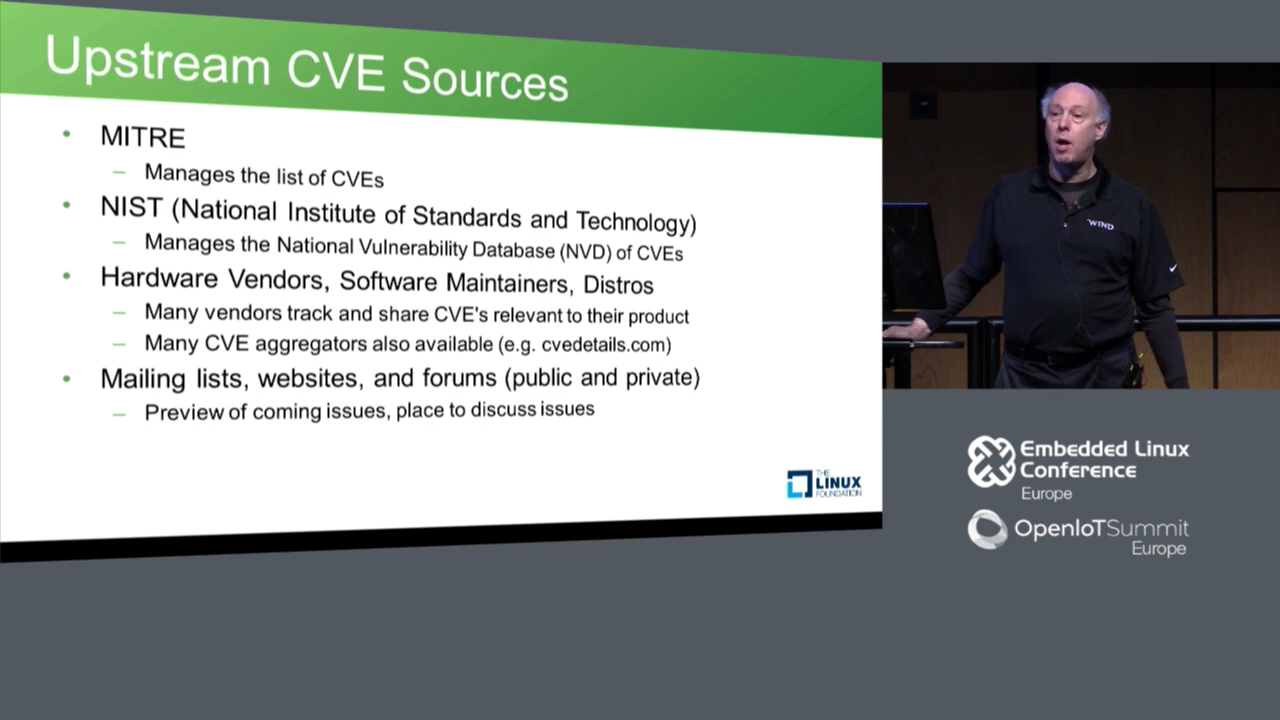 Upstream CVE Sources
• MITRE
– Manages the list of CVEs
• NIST (National Institute of Standards and Technology)
– Manages the National Vulnerability Database (NVD) of CVEs
• Hardware Vendors, Software Maintainers, Distros
– Many vendors track and share CVE's relevant to their product
– Many CVE aggregators also available (e.g. cvedetails.com)
• Mailing lists, websites, and forums (public and private)
– Preview of coming issues, place to discuss issues
THE
LINUX
FOUNDATION
WIND
Embedded Linux
Conference
Europe
OpenIoTSummit
Europe